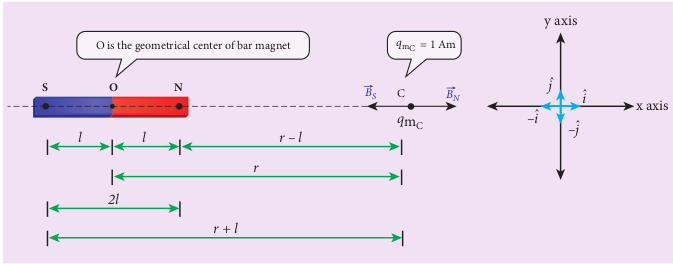 O is the geometrical center of bar magnet
q_{m_C} = 1 Am
y axis
S O N
\vec{B}_S C \vec{B}_N
q_{m_C}
\hat{j}
\hat{i}
x axis
-\hat{i}
-\hat{j}
l l r – l
r
2l
r + l